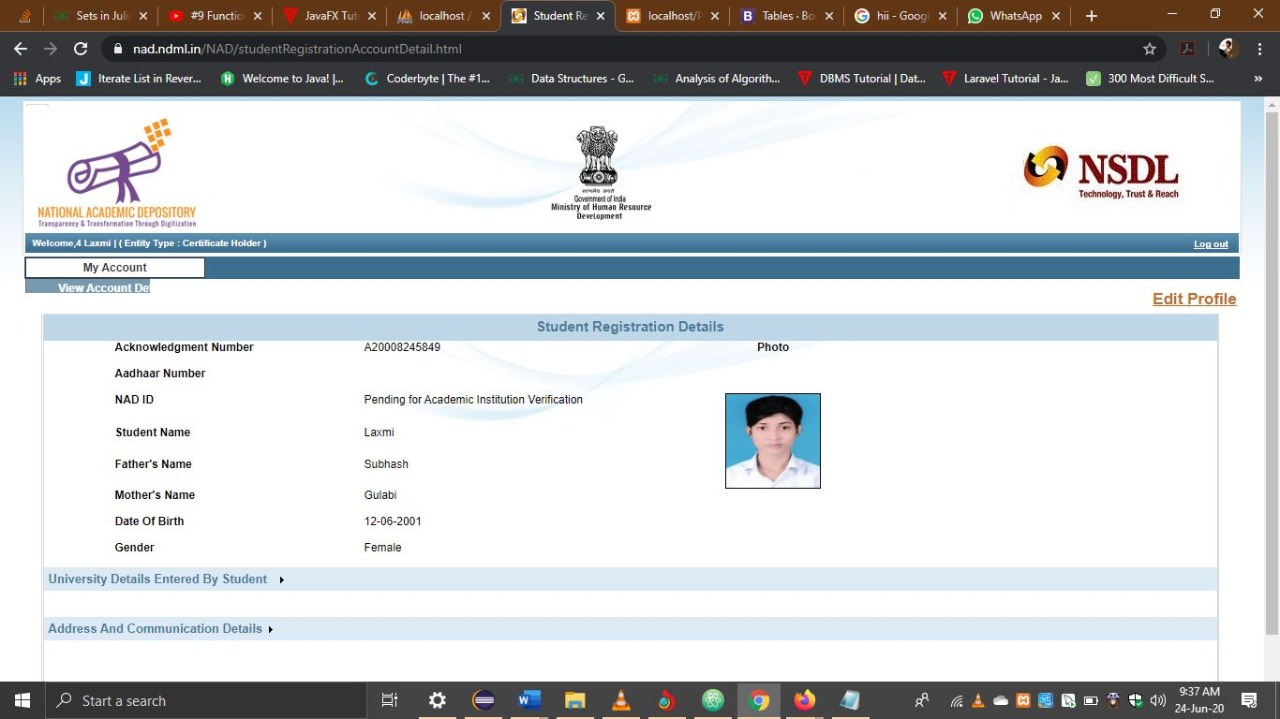 Sets in Juli
#9 Functio
JavaFX Tut
localhost /
Student Re
localhost/P
Tables - Bo
hii - Googl
WhatsApp
nad.ndml.in/NAD/studentRegistrationAccountDetail.html
Apps
Iterate List in Rever...
Welcome to Java! |...
Coderbyte | The #1...
Data Structures - G...
Analysis of Algorith...
DBMS Tutorial | Dat...
Laravel Tutorial - Ja...
300 Most Difficult S...
»
NATIONAL ACADEMIC DEPOSITORY
Transparency & Transformation Through Digitization
सत्यमेव जयते
Government of India
Ministry of Human Resource
Development
NSDL
Technology, Trust & Reach
Welcome,4 Laxmi | ( Entity Type : Certificate Holder )
Log out
My Account
View Account Det
Edit Profile
Student Registration Details
Acknowledgment Number A20008245849 Photo
Aadhaar Number
NAD ID Pending for Academic Institution Verification
Student Name Laxmi
Father's Name Subhash
Mother's Name Gulabi
Date Of Birth 12-06-2001
Gender Female
University Details Entered By Student
Address And Communication Details
Start a search
9:37 AM
24-Jun-20